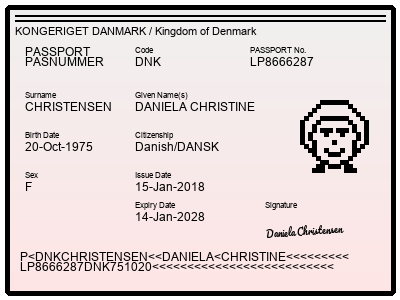 KONGERIGET DANMARK / Kingdom of Denmark
PASSPORT
PASNUMMER
Code
DNK
PASSPORT No.
LP8666287
Surname
CHRISTENSEN
Given Name(s)
DANIELA CHRISTINE
Birth Date
20-Oct-1975
Citizenship
Danish/DANSK
Sex
F
Issue Date
15-Jan-2018
Expiry Date
14-Jan-2028
Signature
Daniela Christensen
P<DNKCHRISTENSEN<<DANIELA<CHRISTINE<<<<<<<<<
LP8666287DNK751020<<<<<<<<<<<<<<<<<<<<<<<<<<